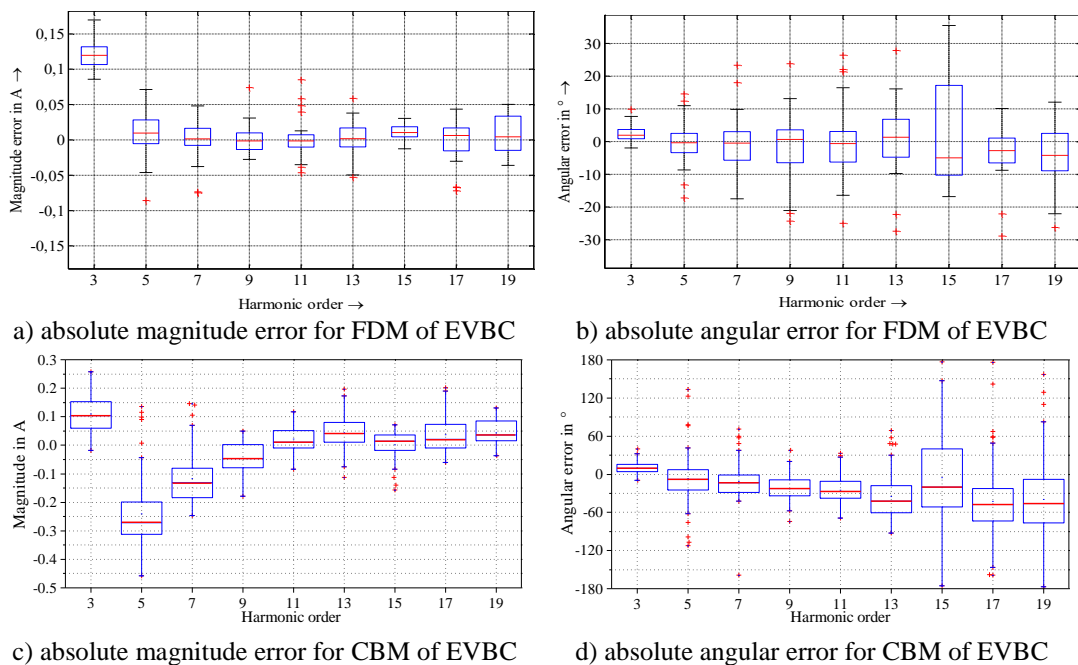 0,15
0,1
0,05
0
-0,05
-0,1
-0,15
Magnitude error in A →
3 5 7 9 11 13 15 17 19
Harmonic order →
a) absolute magnitude error for FDM of EVBC
30
20
10
0
-10
-20
-30
Angular error in ° →
3 5 7 9 11 13 15 17 19
Harmonic order →
b) absolute angular error for FDM of EVBC
0.3
0.2
0.1
0.0
-0.1
-0.2
-0.3
-0.4
-0.5
Magnitude in A
3 5 7 9 11 13 15 17 19
Harmonic order
c) absolute magnitude error for CBM of EVBC
180
120
60
0
-60
-120
-180
Angular error in °
3 5 7 9 11 13 15 17 19
Harmonic order
d) absolute angular error for CBM of EVBC